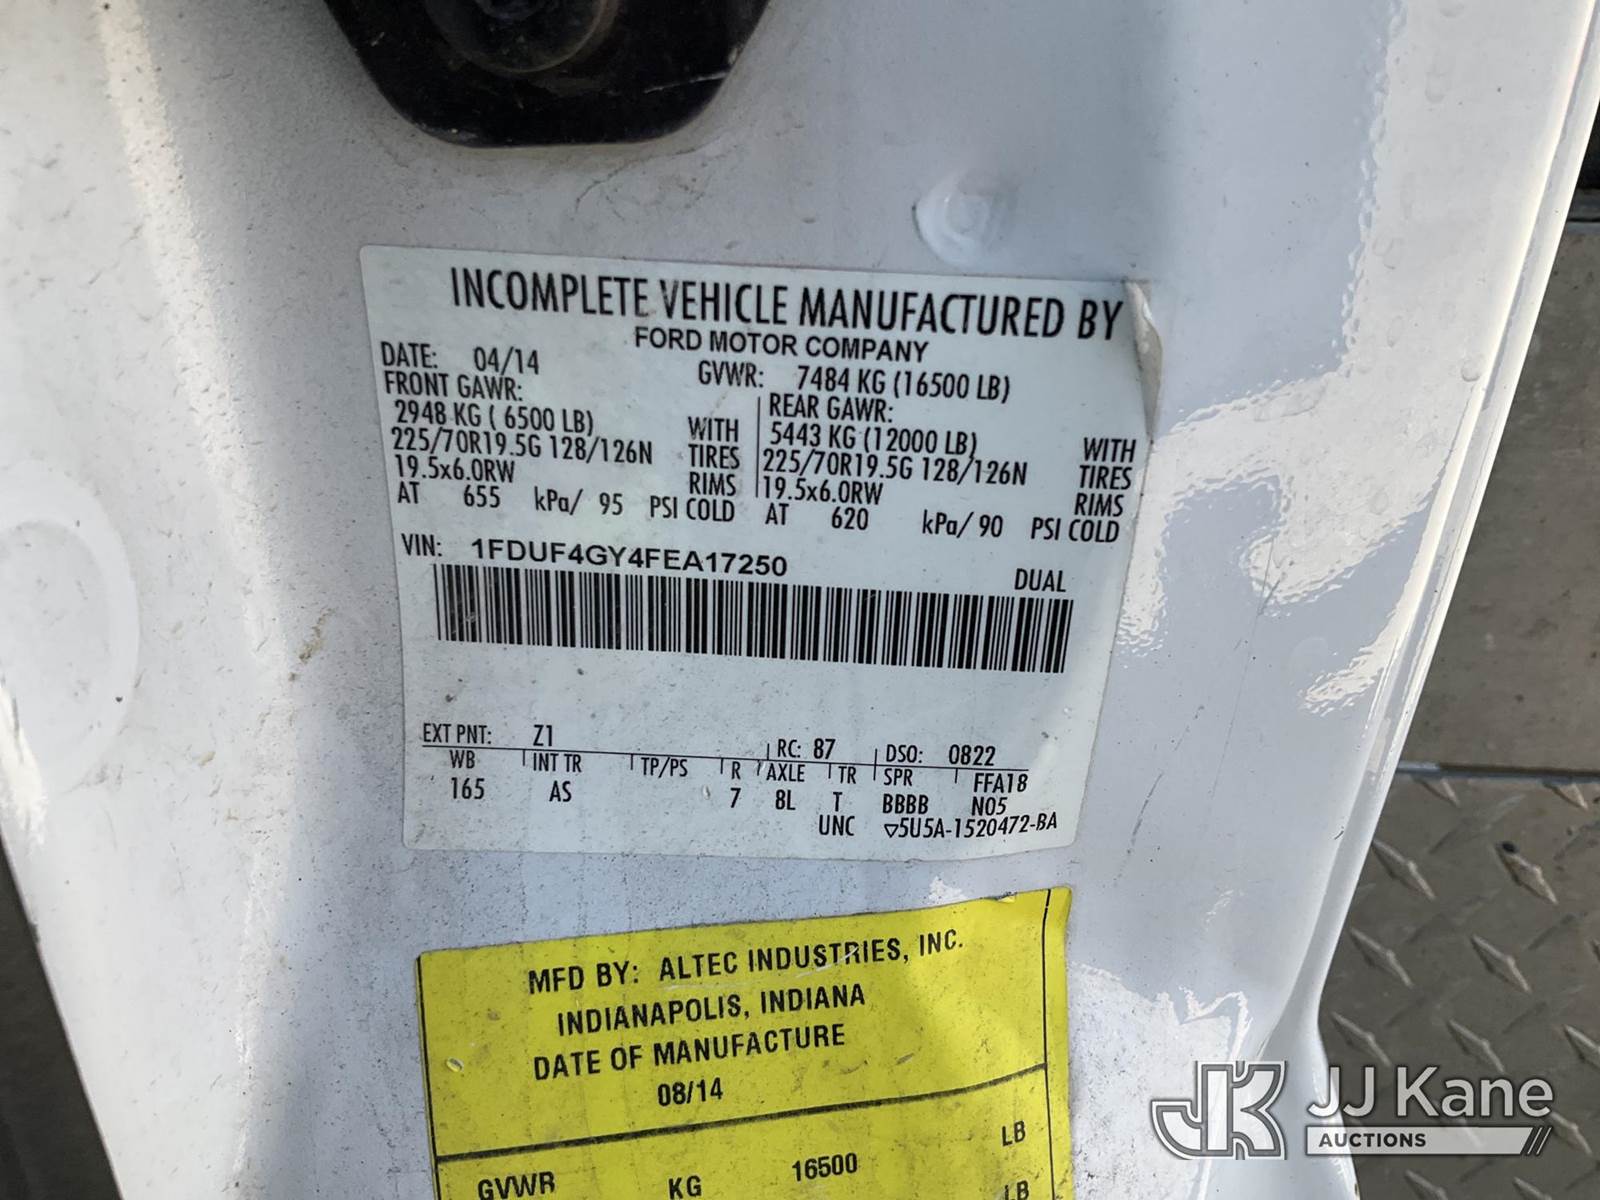 INCOMPLETE VEHICLE MANUFACTURED BY
FORD MOTOR COMPANY
DATE: 04/14 GVWR: 7484 KG (16500 LB)
FRONT GAWR: REAR GAWR:
2948 KG ( 6500 LB) WITH 5443 KG (12000 LB) WITH
225/70R19.5G 128/126N TIRES 225/70R19.5G 128/126N TIRES
19.5x6.0RW RIMS 19.5x6.0RW RIMS
AT 655 kPa/ 95 PSI COLD AT 620 kPa/ 90 PSI COLD
VIN: 1FDUF4GY4FEA17250 DUAL
EXT PNT: Z1 RC: 87 DSO: 0822
WB INT TR TP/PS R AXLE TR SPR FFA18
165 AS 7 8L T BBBB N05
UNC ▽5U5A-1520472-BA
MFD BY: ALTEC INDUSTRIES, INC.
INDIANAPOLIS, INDIANA
DATE OF MANUFACTURE
08/14
GVWR KG 16500 LB
LB
JK JJ Kane
AUCTIONS